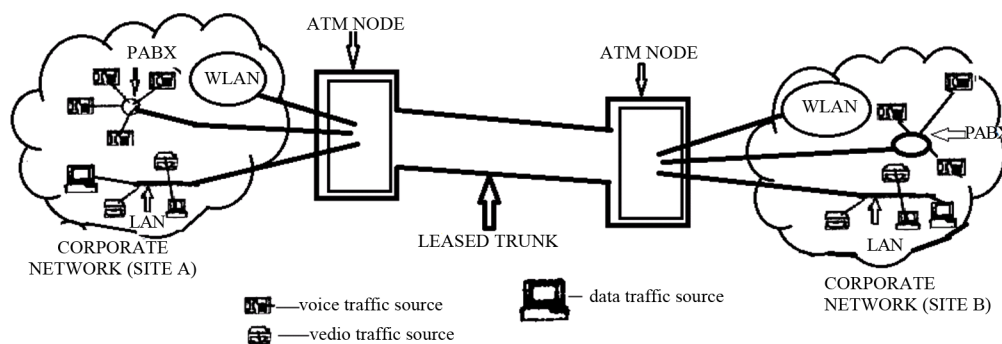 ATM NODE
PABX
WLAN
LAN
CORPORATE
NETWORK (SITE A)
LEASED TRUNK
ATM NODE
WLAN
PABX
LAN
CORPORATE
NETWORK (SITE B)
voice traffic source
vedio traffic source
data traffic source